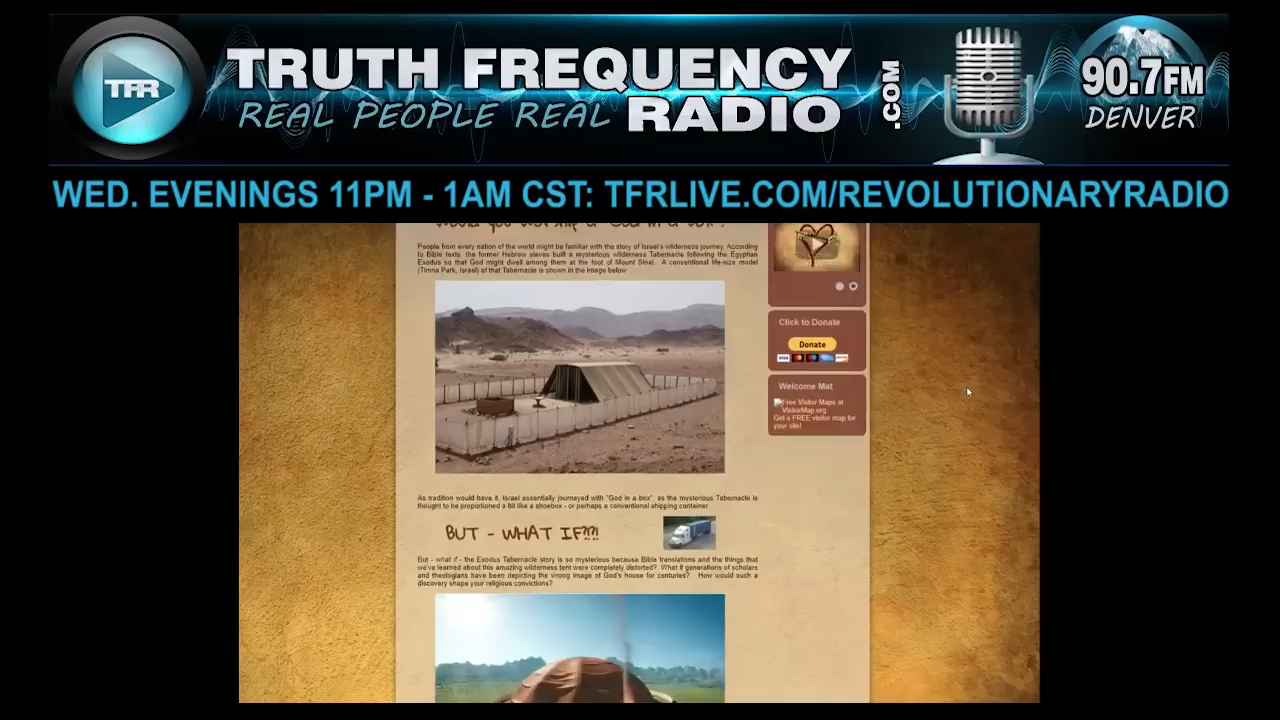 TFR
TRUTH FREQUENCY
REAL PEOPLE REAL RADIO
.COM
90.7FM
DENVER
WED. EVENINGS 11PM - 1AM CST: TFRLIVE.COM/REVOLUTIONARYRADIO
People from every nation of the world might be familiar with the story of Israel's wilderness journey. According
to Bible texts, the former Hebrew slaves built a mysterious wilderness Tabernacle following the Egyptian
Exodus so that God might dwell among them at the foot of Mount Sinai. A conventional life-size model
(Timna Park, Israel) of that Tabernacle is shown in the image below
As tradition would have it, Israel essentially journeyed with "God in a box", as the mysterious Tabernacle is
thought to be proportioned a bit like a shoebox - or perhaps a conventional shipping container
BUT - WHAT IF?!?!
But - what if - the Exodus Tabernacle story is so mysterious because Bible translations and the things that
we've learned about this amazing wilderness tent were completely distorted? What if generations of scholars
and theologians have been depicting the wrong image of God's house for centuries? How would such a
discovery shape your religious convictions?
Click to Donate
Donate
VISA
Welcome Mat
Free Visitor Maps at
VisitorMap.org
Get a FREE visitor map for
your site!